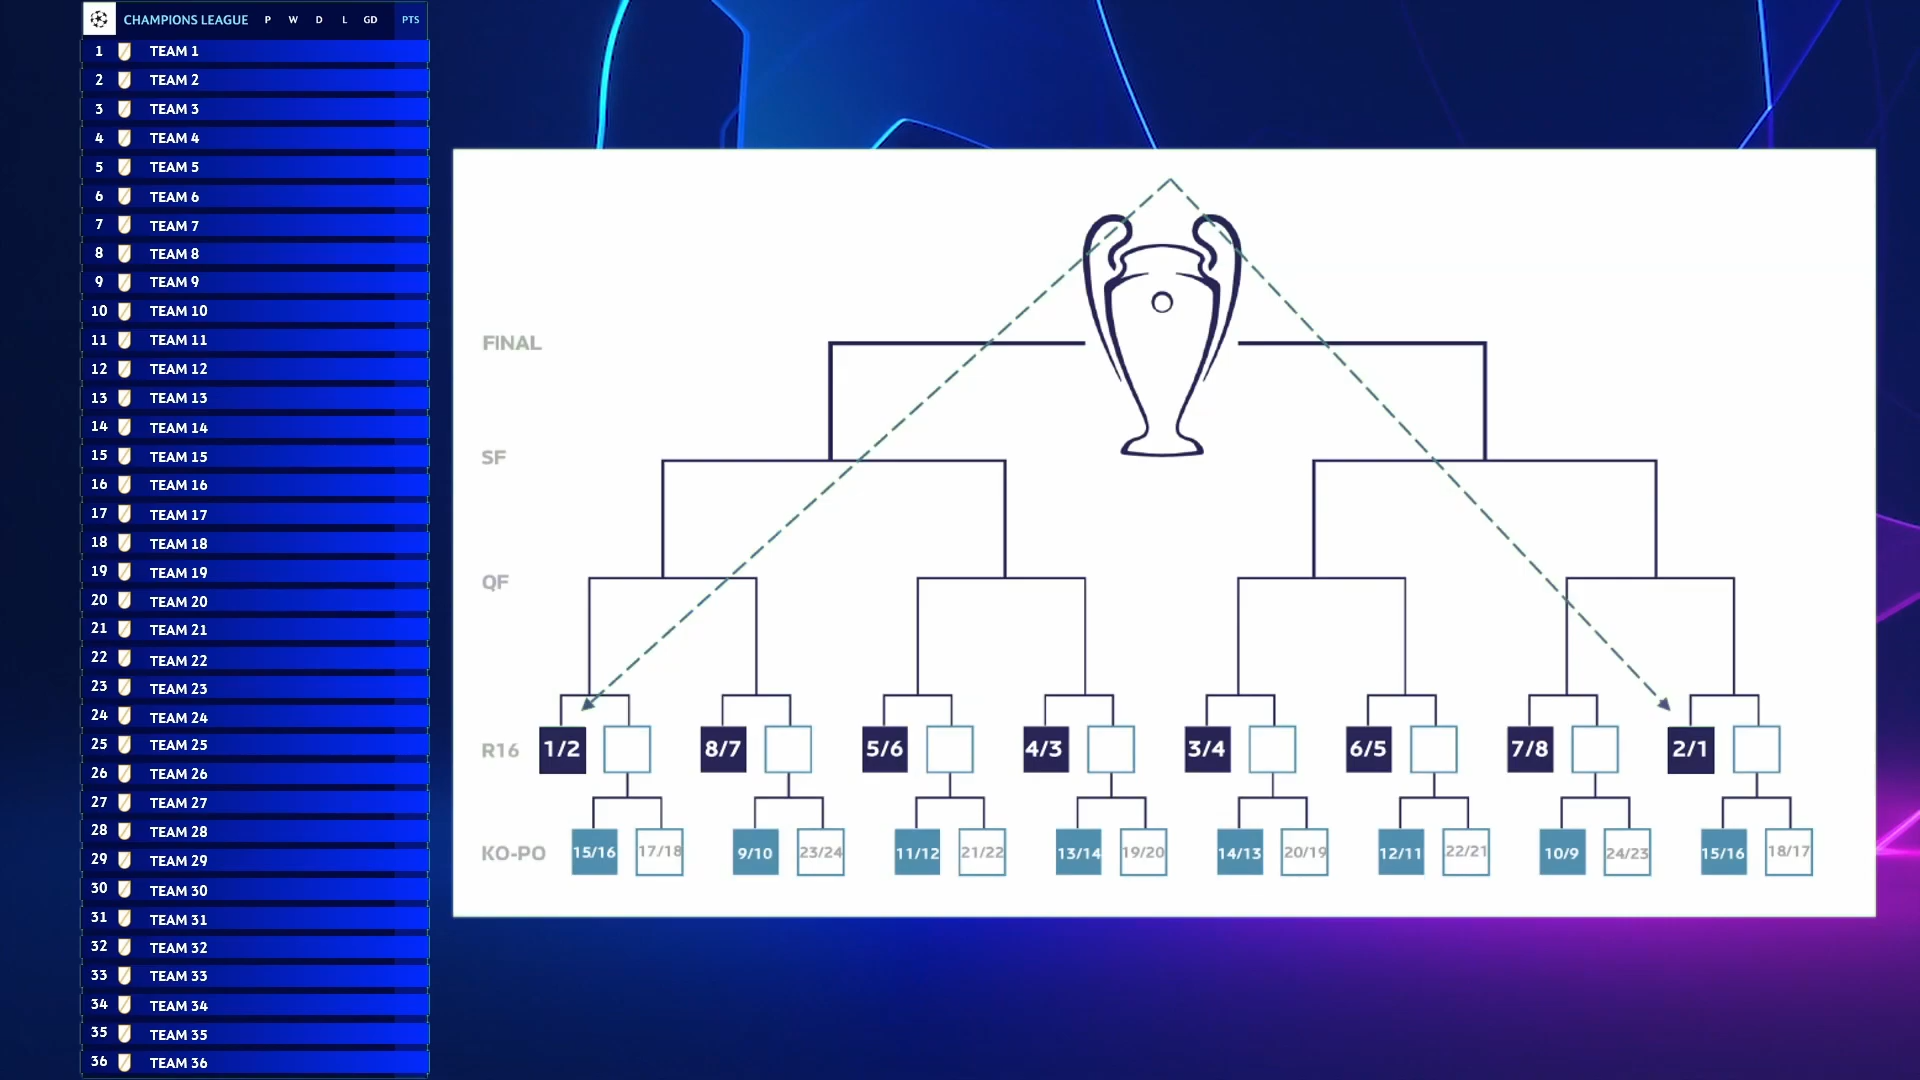 CHAMPIONS LEAGUE P W D L GD PTS
1 TEAM 1
2 TEAM 2
3 TEAM 3
4 TEAM 4
5 TEAM 5
6 TEAM 6
7 TEAM 7
8 TEAM 8
9 TEAM 9
10 TEAM 10
11 TEAM 11
12 TEAM 12
13 TEAM 13
14 TEAM 14
15 TEAM 15
16 TEAM 16
17 TEAM 17
18 TEAM 18
19 TEAM 19
20 TEAM 20
21 TEAM 21
22 TEAM 22
23 TEAM 23
24 TEAM 24
25 TEAM 25
26 TEAM 26
27 TEAM 27
28 TEAM 28
29 TEAM 29
30 TEAM 30
31 TEAM 31
32 TEAM 32
33 TEAM 33
34 TEAM 34
35 TEAM 35
36 TEAM 36
FINAL
SF
QF
R16 1/2 8/7 5/6 4/3 3/4 6/5 7/8 2/1
KO-PO 15/16 17/18 9/10 23/24 11/12 21/22 13/14 19/20 14/13 20/19 12/11 22/21 10/9 24/23 15/16 18/17